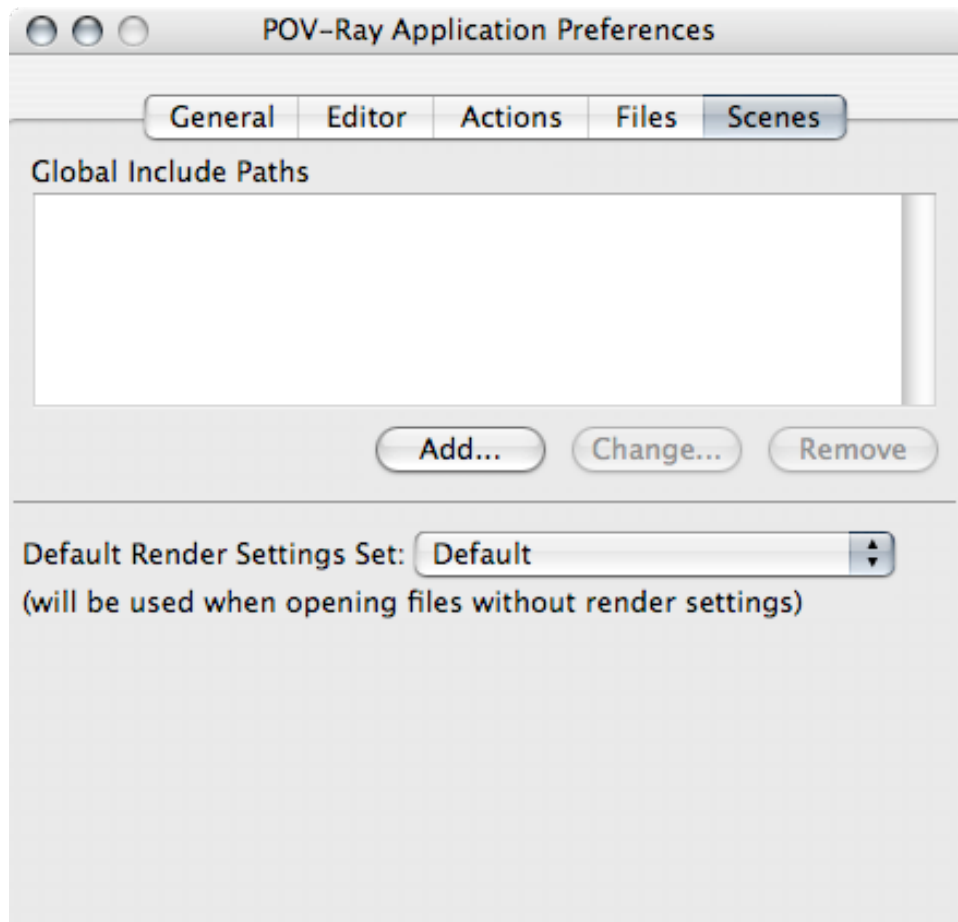 POV-Ray Application Preferences
General Editor Actions Files Scenes
Global Include Paths
Add... Change... Remove
Default Render Settings Set: Default
(will be used when opening files without render settings)